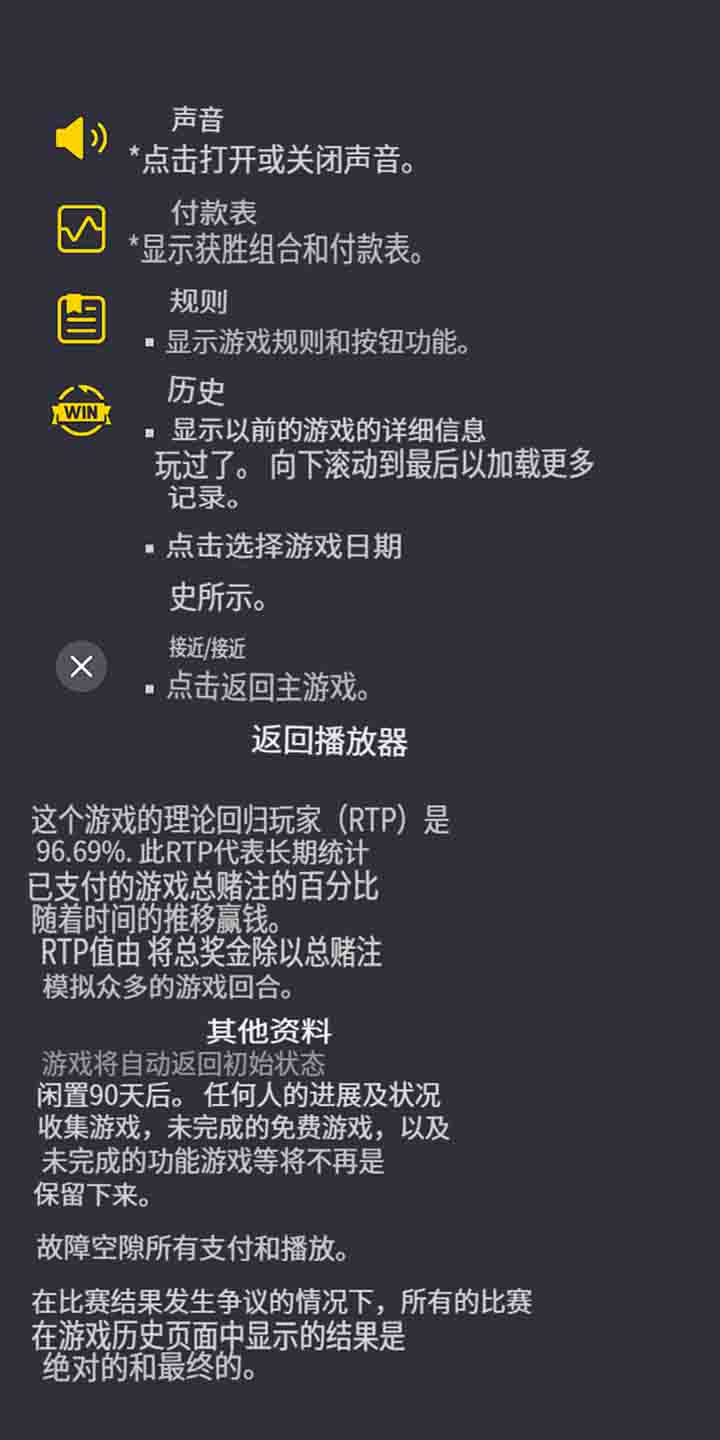 声音
*点击打开或关闭声音。
付款表
*显示获胜组合和付款表。
规则
▪ 显示游戏规则和按钮功能。
WIN
历史
▪ 显示以前的游戏的详细信息
玩过了。 向下滚动到最后以加载更多
记录。
▪ 点击选择游戏日期
史所示。
接近/接近
▪ 点击返回主游戏。
返回播放器
这个游戏的理论回归玩家（RTP）是
96.69%. 此RTP代表长期统计
已支付的游戏总赌注的百分比
随着时间的推移赢钱。
RTP值由 将总奖金除以总赌注
模拟众多的游戏回合。
其他资料
游戏将自动返回初始状态
闲置90天后。 任何人的进展及状况
收集游戏，未完成的免费游戏，以及
未完成的功能游戏等将不再是
保留下来。
故障空隙所有支付和播放。
在比赛结果发生争议的情况下，所有的比赛
在游戏历史页面中显示的结果是
绝对的和最终的。